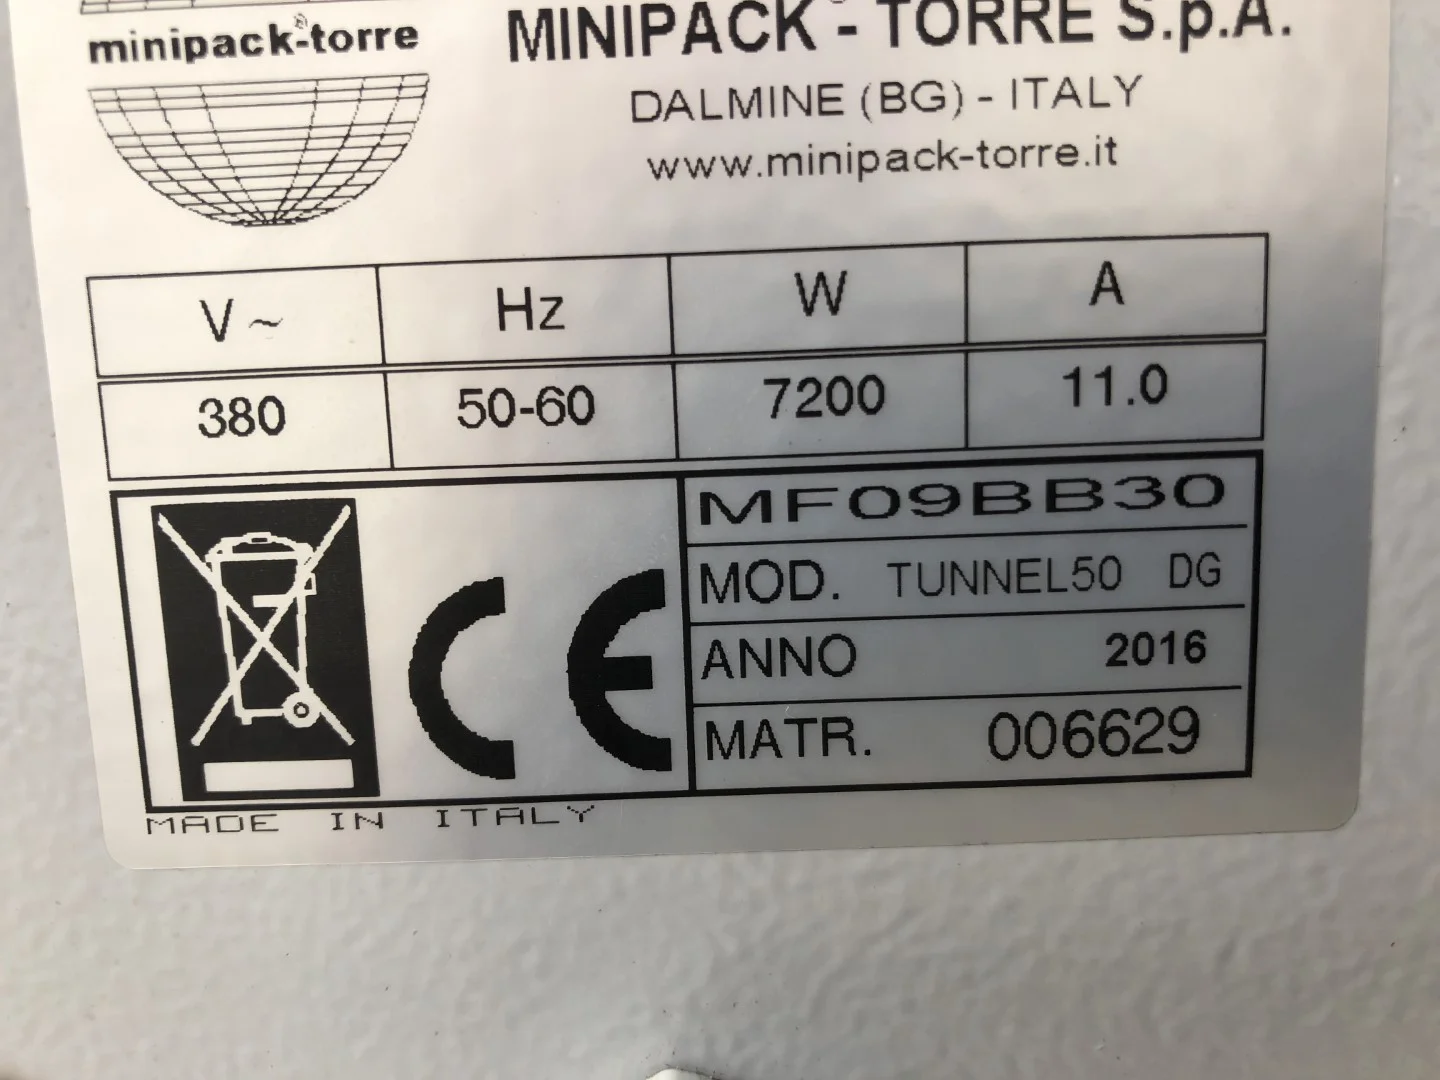 minipack®-torre
MINIPACK - TORRE S.p.A.
DALMINE (BG) - ITALY
www.minipack-torre.it
V~ Hz W A
380 50-60 7200 11.0
MF09BB30
MOD. TUNNEL50 DG
ANNO 2016
MATR. 006629
CE
MADE IN ITALY